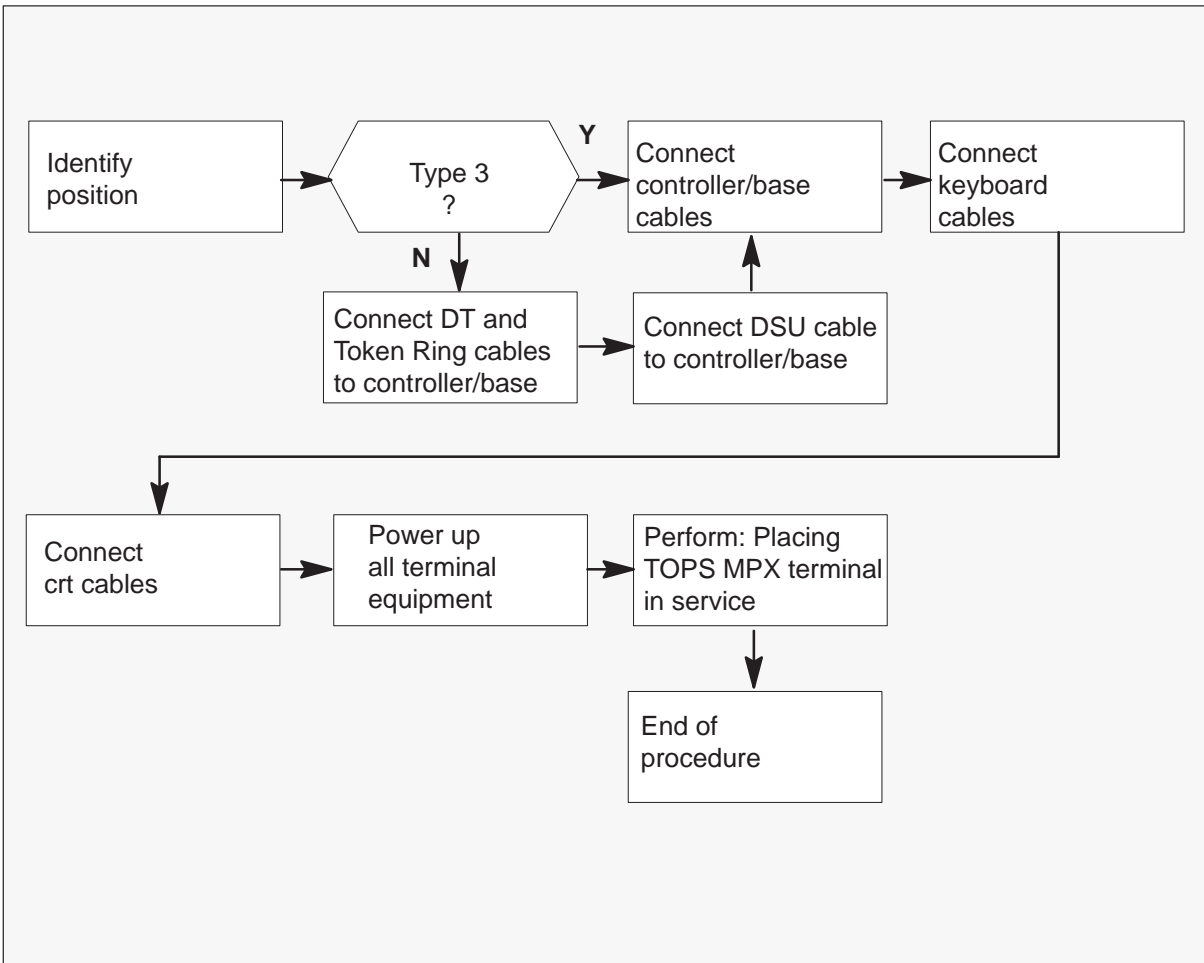 Identify
position
Type 3
?
Y
N
Connect
controller/base
cables
Connect
keyboard
cables
Connect DT and
Token Ring cables
to controller/base
Connect DSU cable
to controller/base
Connect
crt cables
Power up
all terminal
equipment
Perform: Placing
TOPS MPX terminal
in service
End of
procedure